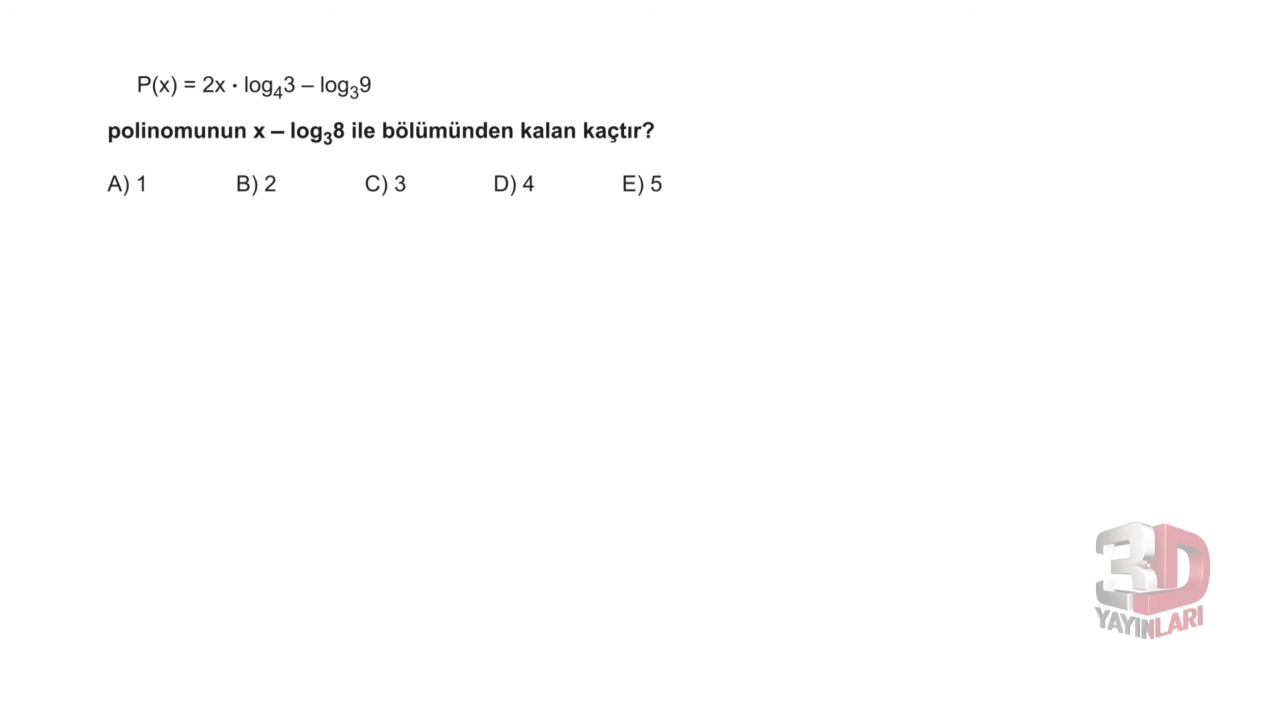 P(x) = 2x · log₄3 – log₃9
polinomunun x – log₃8 ile bölümünden kalan kaçtır?
A) 1 B) 2 C) 3 D) 4 E) 5
3D
YAYINLARI